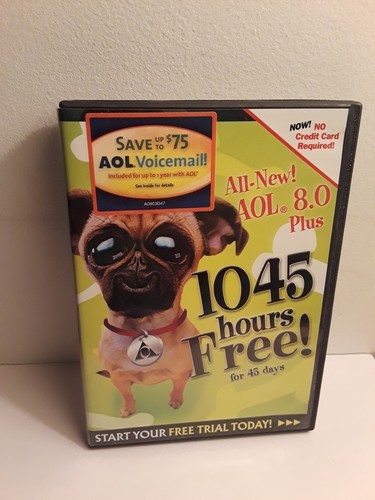 SAVE UP TO $75
AOL Voicemail!
Included for up to 1 year with AOL*
See inside for details
A0803D47
NOW! NO
Credit Card
Required!
All-New!
AOL® 8.0
Plus
1045
hours
Free!
for 45 days
START YOUR FREE TRIAL TODAY!